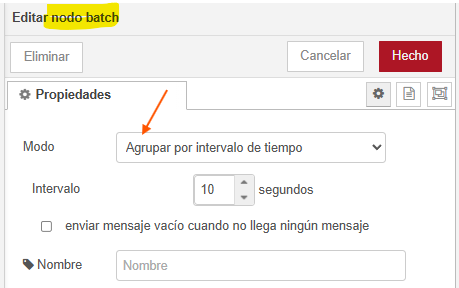 Editar nodo batch
Eliminar
Cancelar
Hecho
Propiedades
Modo
Agrupar por intervalo de tiempo
Intervalo
10
segundos
enviar mensaje vacío cuando no llega ningún mensaje
Nombre
Nombre